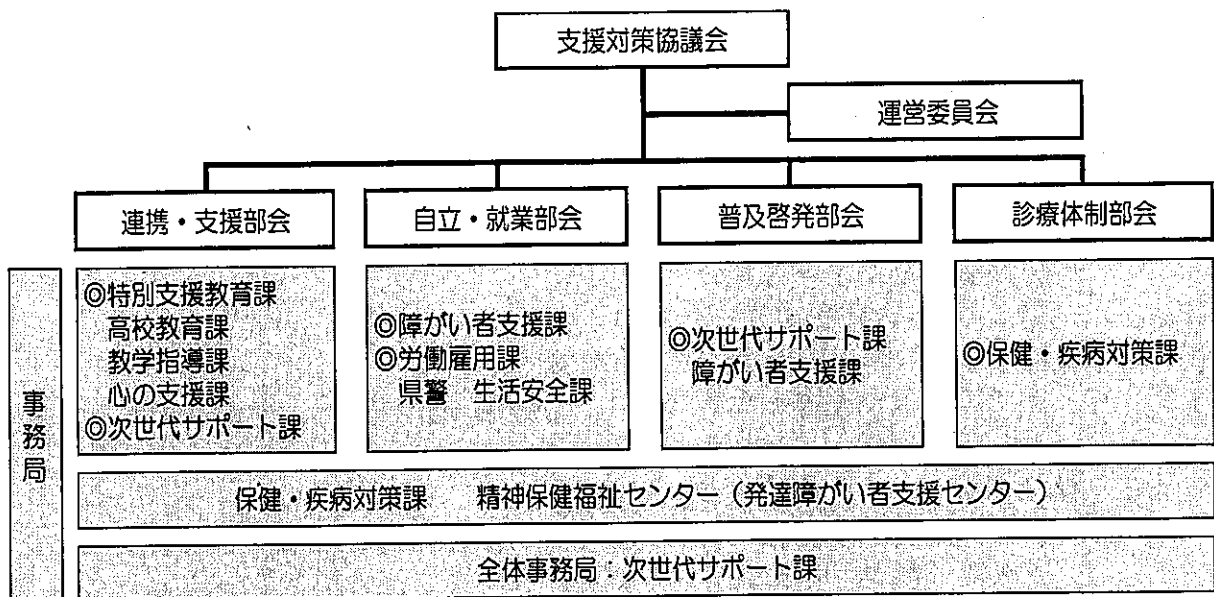 支援対策協議会
運営委員会
連携・支援部会
自立・就業部会
普及啓発部会
診療体制部会
事務局
◎特別支援教育課
高校教育課
教学指導課
心の支援課
◎次世代サポート課
◎障がい者支援課
◎労働雇用課
県警 生活安全課
◎次世代サポート課
障がい者支援課
◎保健・疾病対策課
保健・疾病対策課 精神保健福祉センター（発達障がい者支援センター）
全体事務局：次世代サポート課